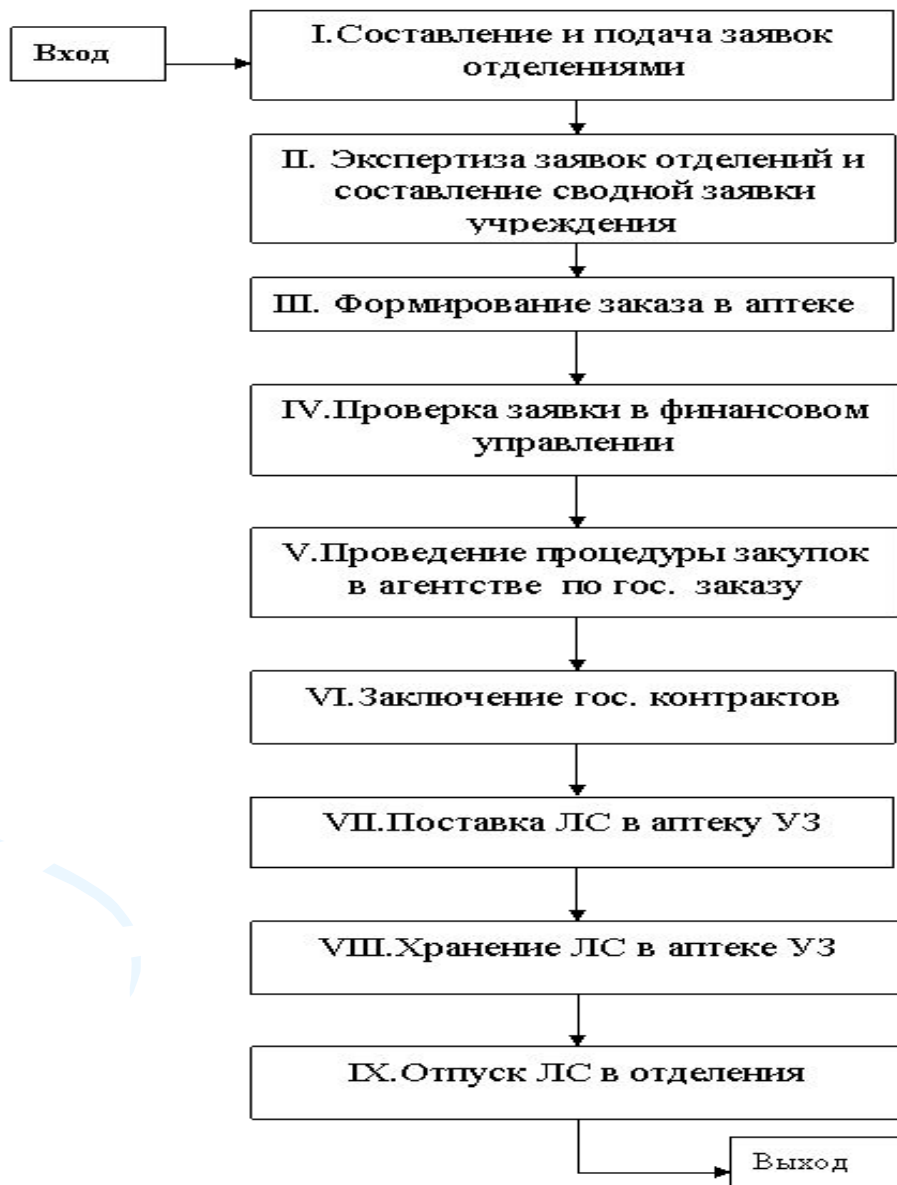 Вход
I.Составление и подача заявок
отделениями
II. Экспертиза заявок отделений и
составление сводной заявки
учреждения
III. Формирование заказа в аптеке
IV.Проверка заявки в финансовом
управлении
V.Проведение процедуры закупок
в агентстве по гос. заказу
VI.Заключение гос. контрактов
VII.Поставка ЛС в аптеку УЗ
VIII.Хранение ЛС в аптеке УЗ
IX.Отпуск ЛС в отделения
Выход